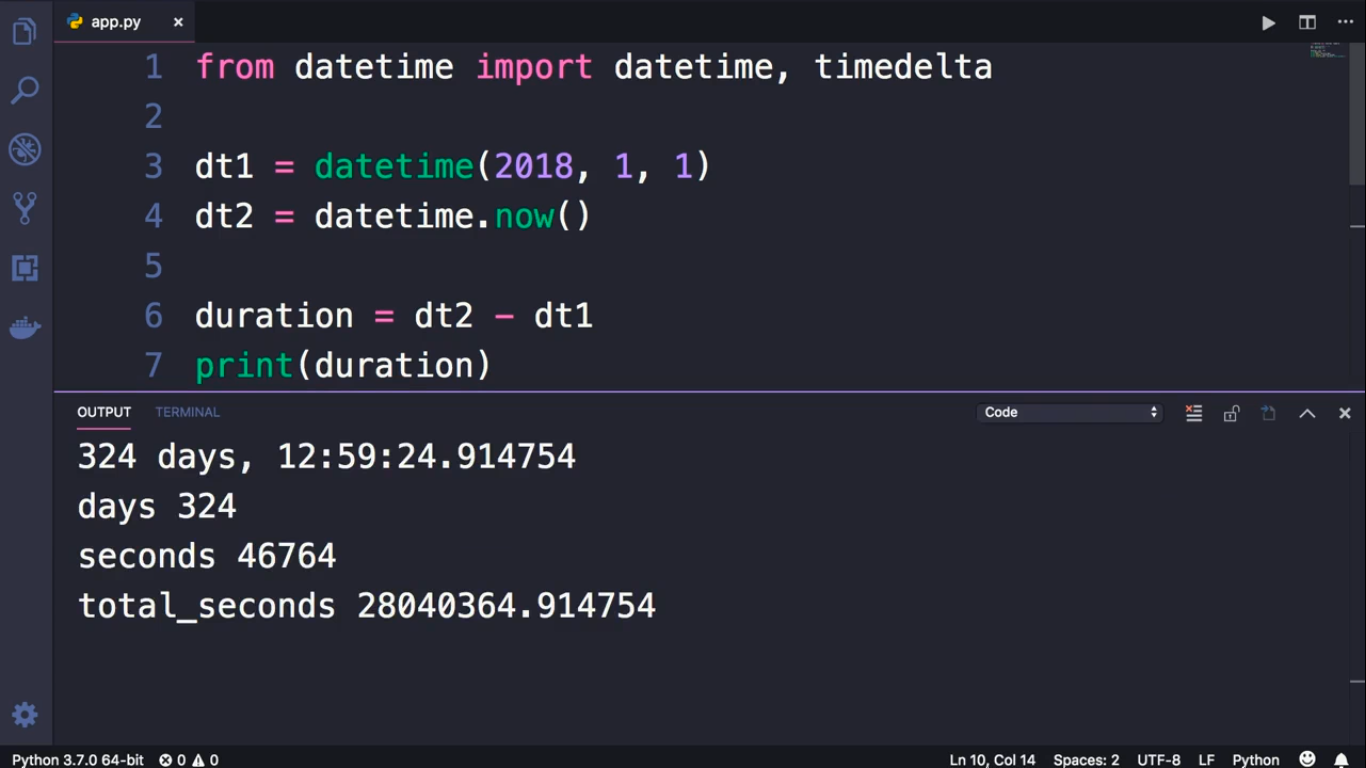 app.py
1 from datetime import datetime, timedelta
2
3 dt1 = datetime(2018, 1, 1)
4 dt2 = datetime.now()
5
6 duration = dt2 - dt1
7 print(duration)
OUTPUT TERMINAL Code
324 days, 12:59:24.914754
days 324
seconds 46764
total_seconds 28040364.914754
Python 3.7.0 64-bit 0 0 Ln 10, Col 14 Spaces: 2 UTF-8 LF Python